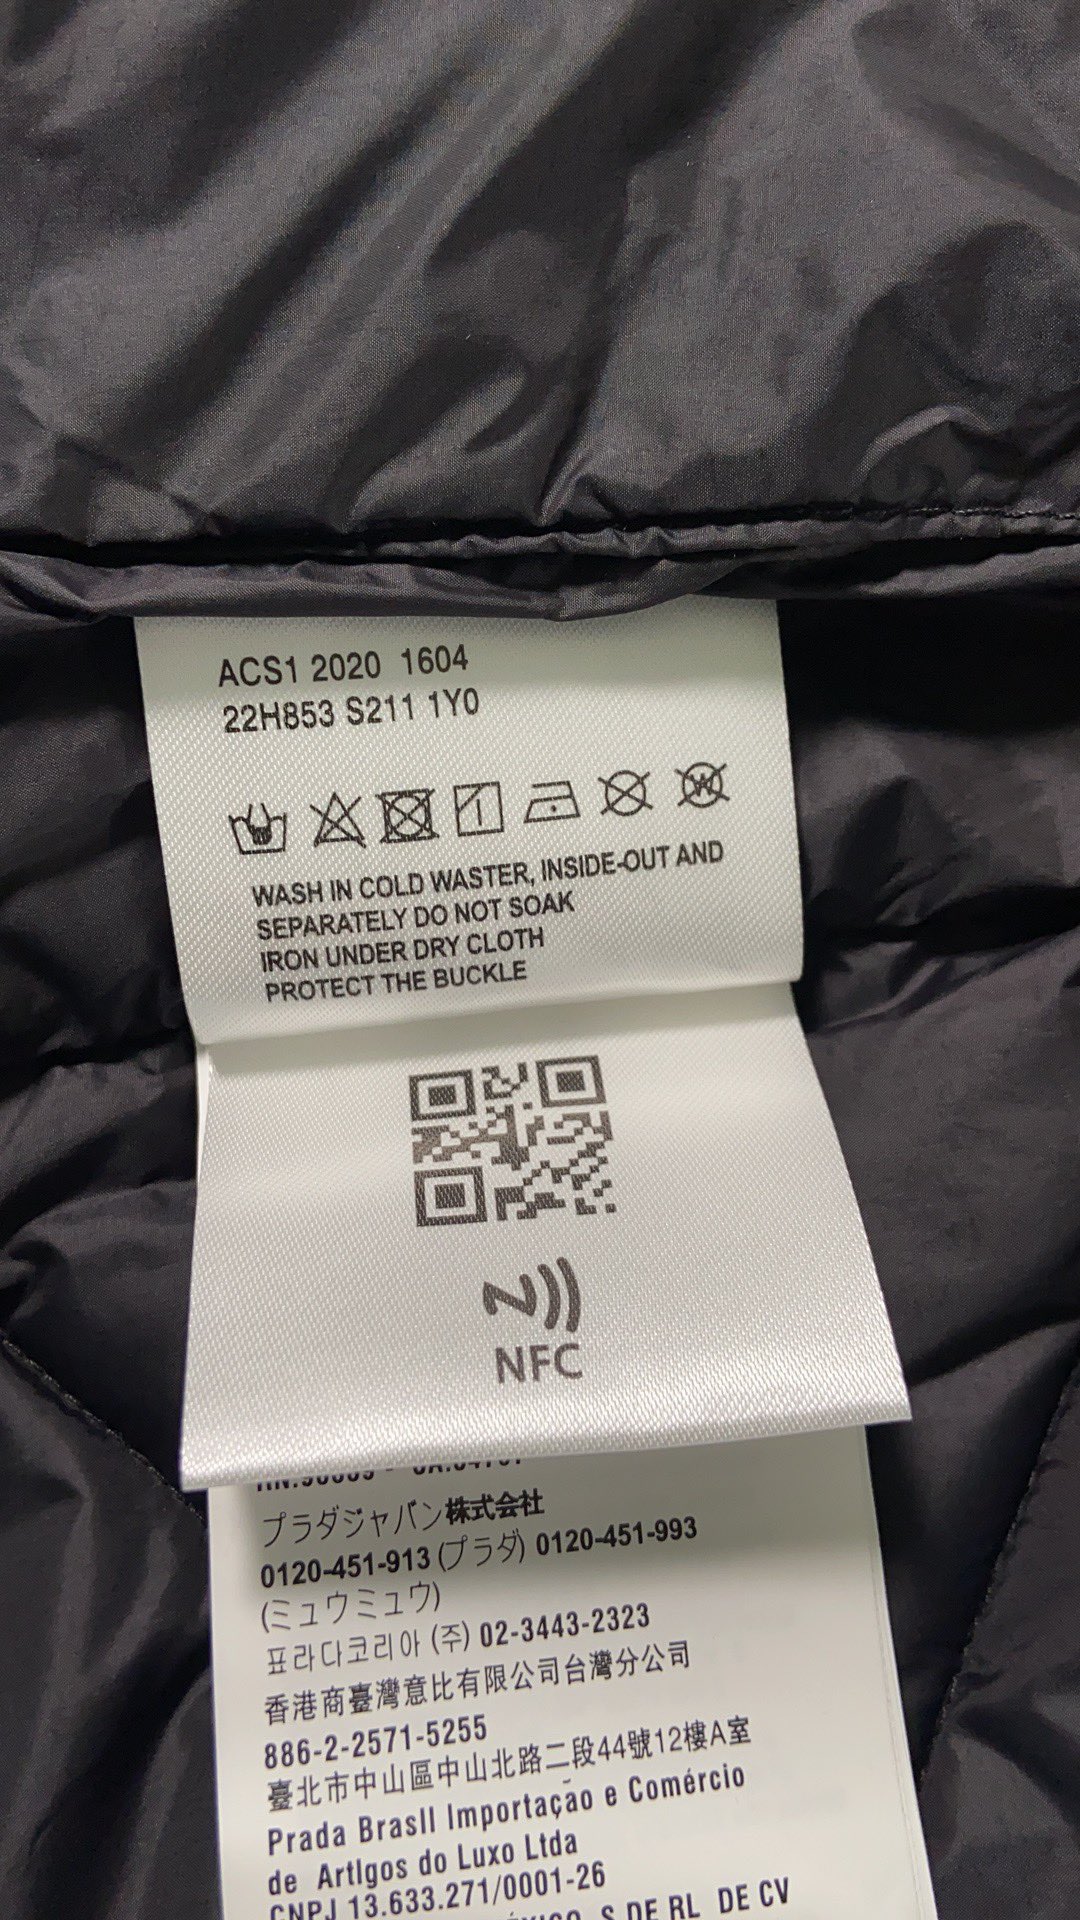 ACS1 2020 1604
22H853 S211 1Y0
W
WASH IN COLD WASTER, INSIDE-OUT AND
SEPARATELY DO NOT SOAK
IRON UNDER DRY CLOTH
PROTECT THE BUCKLE
NFC
プラダジャパン株式会社
0120-451-913 (プラダ) 0120-451-993
(ミュウミュウ)
프라다코리아 (주) 02-3443-2323
香港商臺灣意比有限公司台灣分公司
886-2-2571-5255
臺北市中山區中山北路二段44號12樓A室
Prada BrasIl Importação e Comércio
de ArtIgos do Luxo Ltda
CNPJ 13.633.271/0001-26
S DE RL DE CV